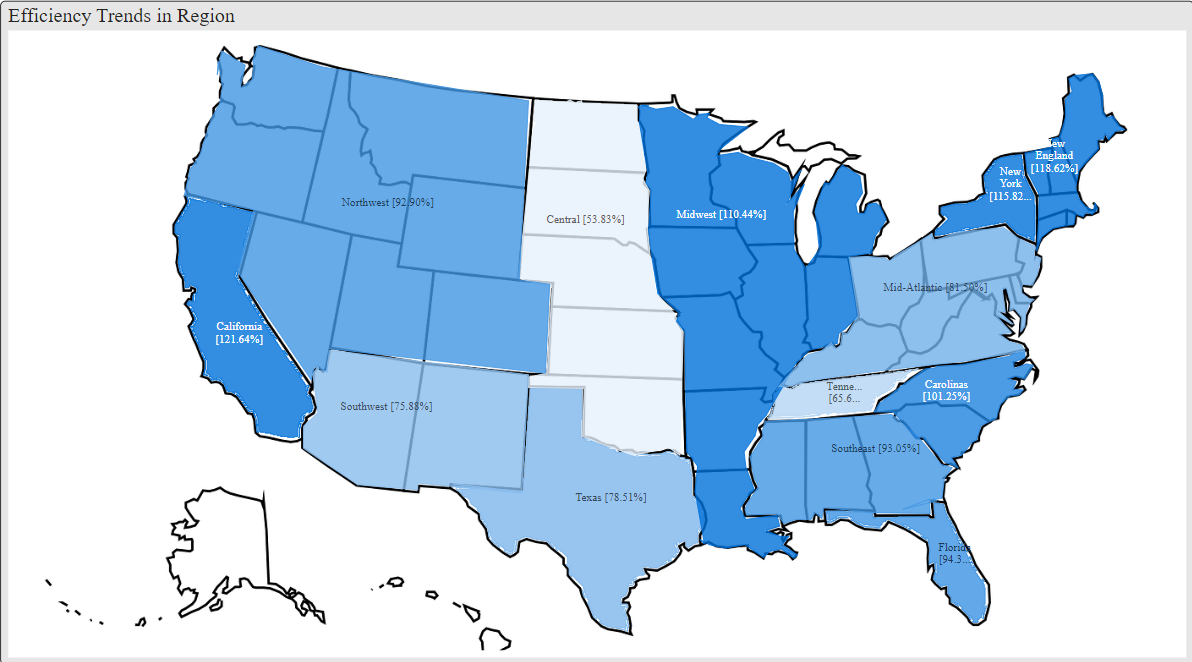 Efficiency Trends in Region
New
England
[118.62%]
New
York
[115.82...
Northwest [92.90%]
Central [53.83%]
Midwest [110.44%]
Mid-Atlantic [81.50%]
California
[121.64%]
Tenne...
[65.6...
Carolinas
[101.25%]
Southwest [75.88%]
Southeast [93.05%]
Texas [78.51%]
Florida
[94.3...